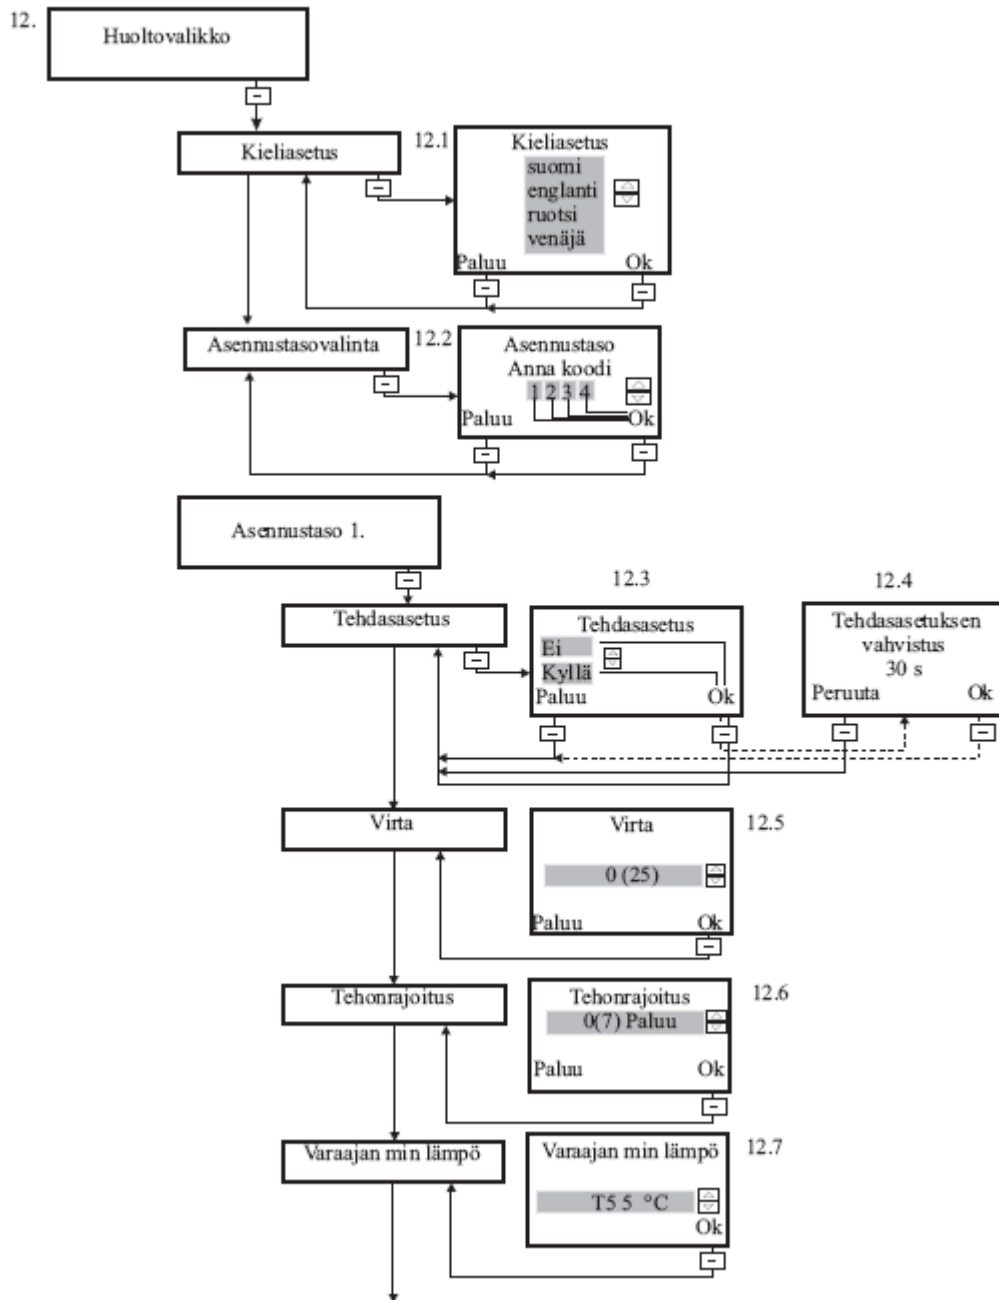 12.
Huoltovalikko
Kieliasetus
12.1
Kieliasetus
suomi
englanti
ruotsi
venäjä
Paluu Ok
Asennustasovalinta
12.2
Asennustaso
Anna koodi
1 2 3 4
Paluu Ok
Asennustaso 1.
12.3
12.4
Tehdasasetus
Tehdasasetus
Ei
Kyllä
Paluu Ok
Tehdasasetuksen
vahvistus
30 s
Peruuta Ok
Virta
Virta
12.5
0 (25)
Paluu Ok
Tehonrajoitus
Tehonrajoitus
12.6
0(7) Paluu
Paluu Ok
Varaajan min lämpö
Varaajan min lämpö
12.7
T5 5 °C
Ok